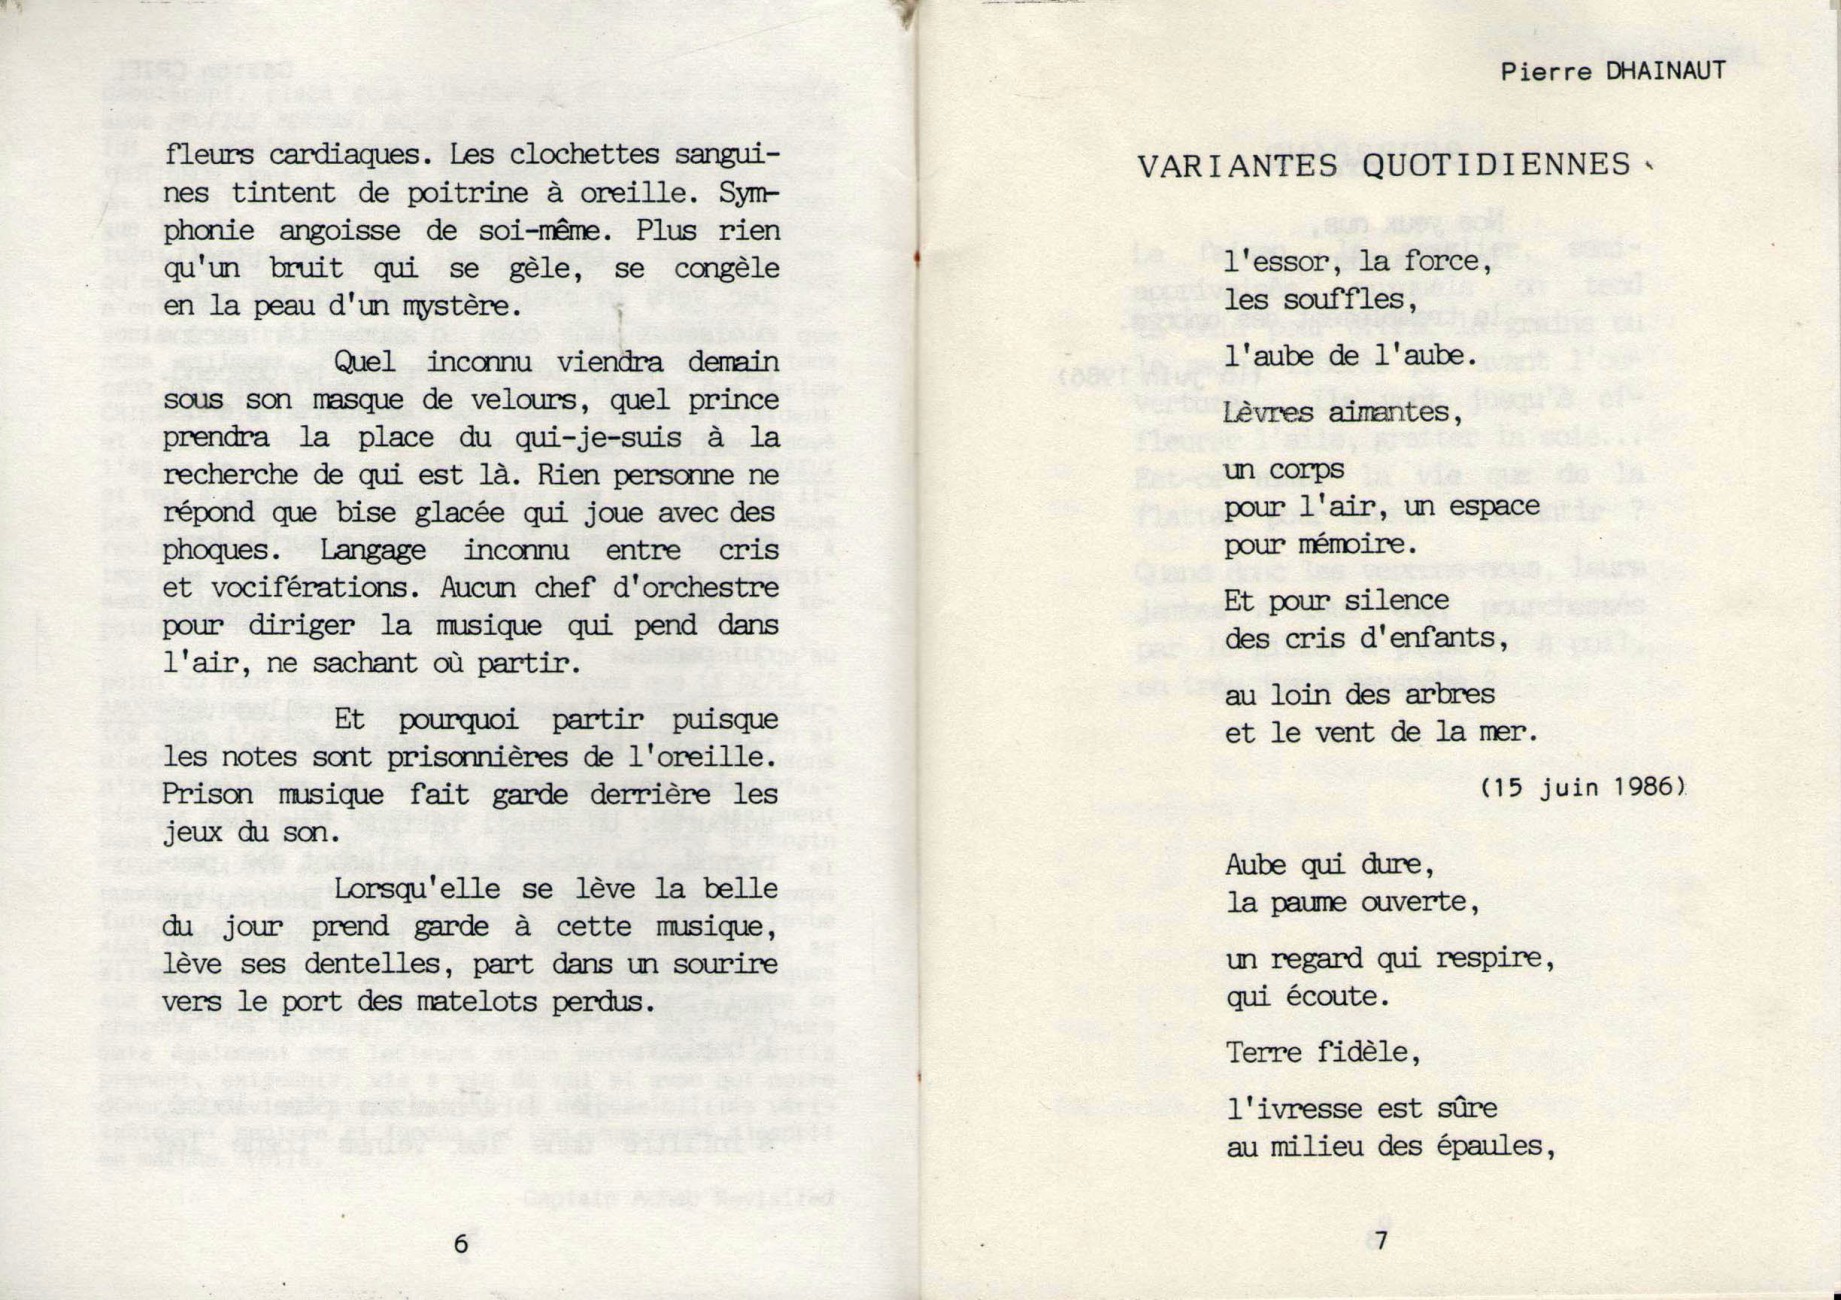 fleurs cardiaques. Les clochettes sangui-
nes tintent de poitrine à oreille. Sym-
phonie angoisse de soi-même. Plus rien
qu'un bruit qui se gèle, se congèle
en la peau d'un mystère.
Quel inconnu viendra demain
sous son masque de velours, quel prince
prendra la place du qui-je-suis à la
recherche de qui est là. Rien personne ne
répond que bise glacée qui joue avec des
phoques. Langage inconnu entre cris
et vociférations. Aucun chef d'orchestre
pour diriger la musique qui pend dans
l'air, ne sachant où partir.
Et pourquoi partir puisque
les notes sont prisonnières de l'oreille.
Prison musique fait garde derrière les
jeux du son.
Lorsqu'elle se lève la belle
du jour prend garde à cette musique,
lève ses dentelles, part dans un sourire
vers le port des matelots perdus.
6
Pierre DHAINAUT
VARIANTES QUOTIDIENNES
l'essor, la force,
les souffles,
l'aube de l'aube.
Lèvres aimantes,
un corps
pour l'air, un espace
pour mémoire.
Et pour silence
des cris d'enfants,
au loin des arbres
et le vent de la mer.
(15 juin 1986)
Aube qui dure,
la paume ouverte,
un regard qui respire,
qui écoute.
Terre fidèle,
l'ivresse est sûre
au milieu des épaules,
7